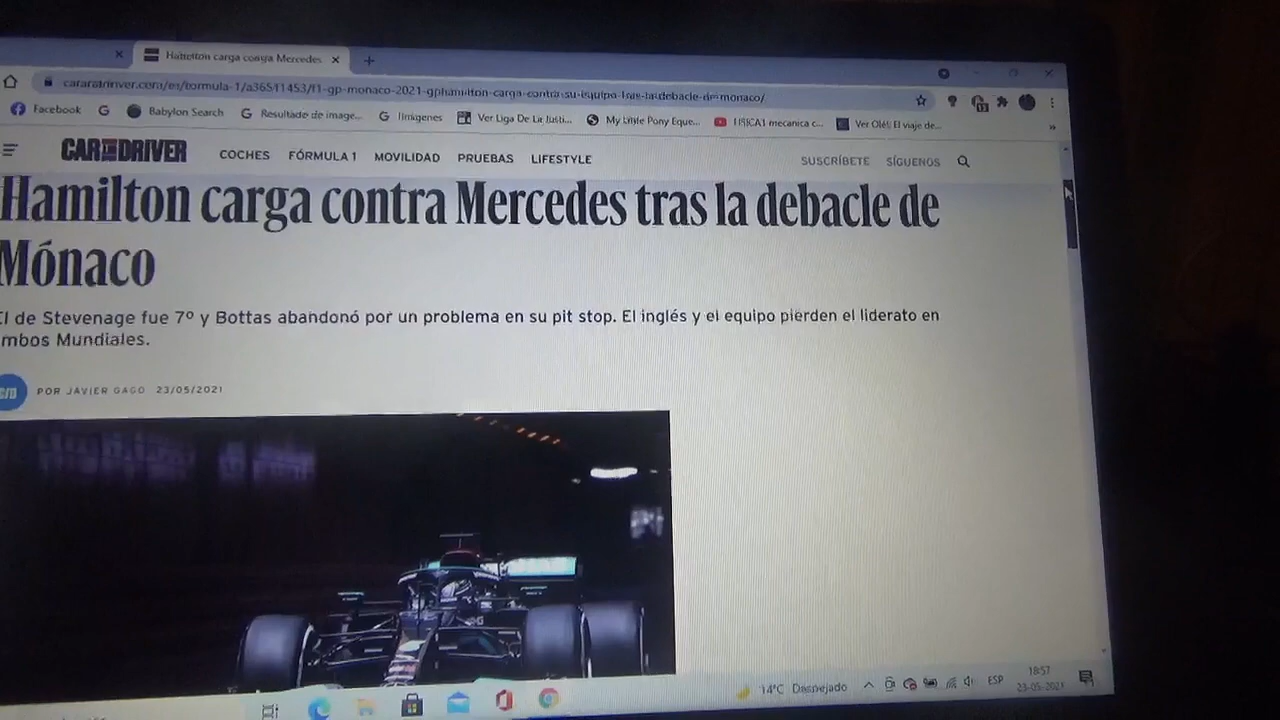 Hamilton carga contra Mercedes
Facebook
Babylon Search
Resultado de image...
Imágenes
Ver Liga De La Justi...
My Little Pony Eque...
mecanica c...
Ver Olé! El viaje de...
CAR AND DRIVER
COCHES FÓRMULA 1 MOVILIDAD PRUEBAS LIFESTYLE
SUSCRÍBETE SÍGUENOS
Hamilton carga contra Mercedes tras la debacle de
Mónaco
El de Stevenage fue 7º y Bottas abandonó por un problema en su pit stop. El inglés y el equipo pierden el liderato en
mbos Mundiales.
C/D
POR JAVIER GAGO 23/05/2021
14°C Despejado
ESP
18:57
23-05-2021